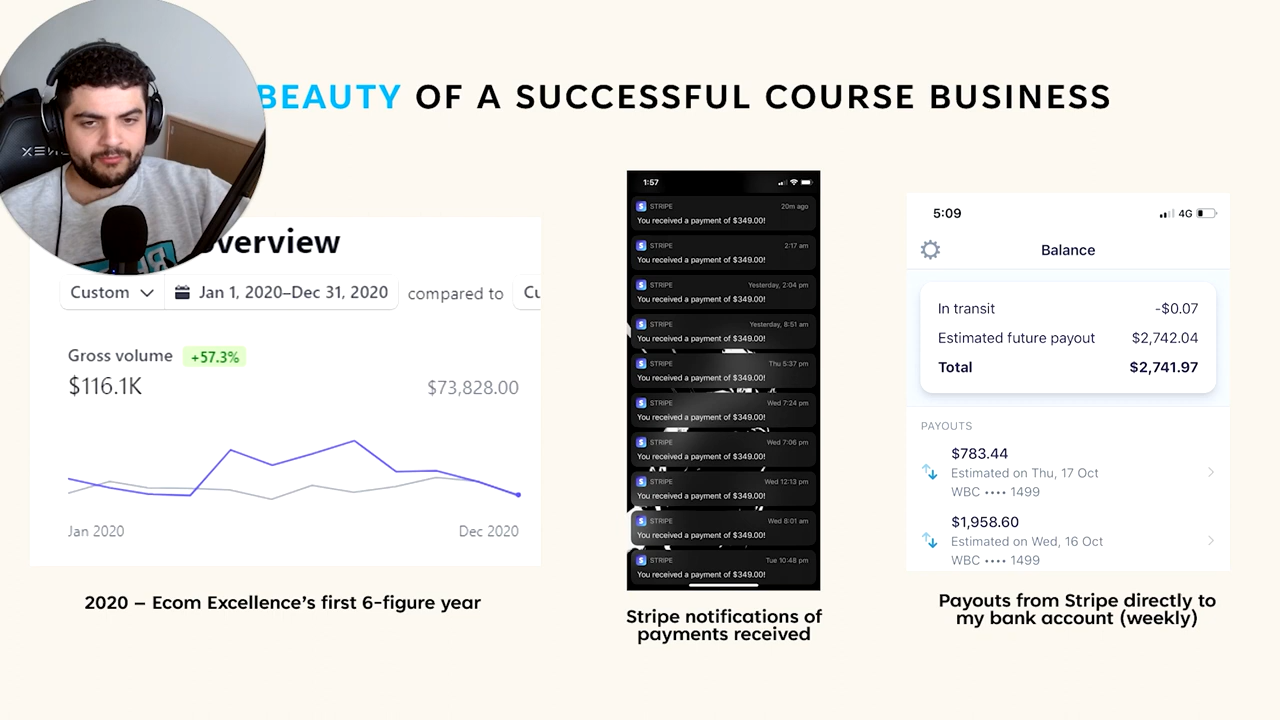 BEAUTY OF A SUCCESSFUL COURSE BUSINESS
verview
Custom
Jan 1, 2020–Dec 31, 2020
compared to
Cu
Gross volume +57.3%
$116.1K
$73,828.00
Jan 2020
Dec 2020
2020 – Ecom Excellence's first 6-figure year
1:57
STRIPE 20m ago
You received a payment of $349.00!
STRIPE 2:17 am
You received a payment of $349.00!
STRIPE Yesterday, 2:04 pm
You received a payment of $349.00!
STRIPE Yesterday, 8:51 am
You received a payment of $349.00!
STRIPE Thu 5:37 pm
You received a payment of $349.00!
STRIPE Wed 7:24 pm
You received a payment of $349.00!
STRIPE Wed 7:06 pm
You received a payment of $349.00!
STRIPE Wed 12:13 pm
You received a payment of $349.00!
STRIPE Wed 8:01 am
You received a payment of $349.00!
STRIPE Tue 10:48 pm
You received a payment of $349.00!
Stripe notifications of
payments received
5:09 4G
Balance
In transit -$0.07
Estimated future payout $2,742.04
Total $2,741.97
PAYOUTS
$783.44
Estimated on Thu, 17 Oct
WBC •••• 1499
$1,958.60
Estimated on Wed, 16 Oct
WBC •••• 1499
Payouts from Stripe directly to
my bank account (weekly)